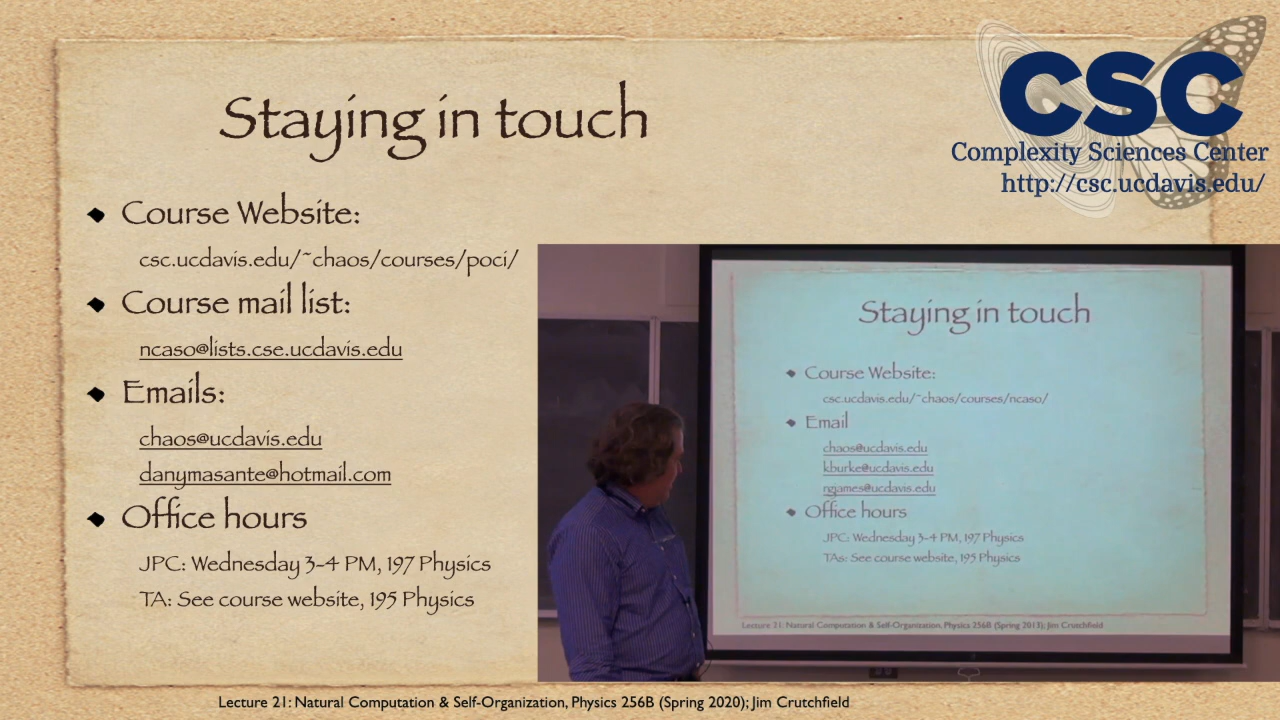 Staying in touch
CSC
Complexity Sciences Center
http://csc.ucdavis.edu/
Course Website:
csc.ucdavis.edu/~chaos/courses/poci/
Course mail list:
ncaso@lists.cse.ucdavis.edu
Emails:
chaos@ucdavis.edu
danymasante@hotmail.com
Office hours
JPC: Wednesday 3-4 PM, 197 Physics
TA: See course website, 195 Physics
Staying in touch
Course Website:
csc.ucdavis.edu/~chaos/courses/ncaso/
Email
chaos@ucdavis.edu
kburke@ucdavis.edu
rgjames@ucdavis.edu
Office hours
JPC: Wednesday 3-4 PM, 197 Physics
TAs: See course website, 195 Physics
Lecture 21: Natural Computation & Self-Organization, Physics 256B (Spring 2013); Jim Crutchfield
Lecture 21: Natural Computation & Self-Organization, Physics 256B (Spring 2020); Jim Crutchfield